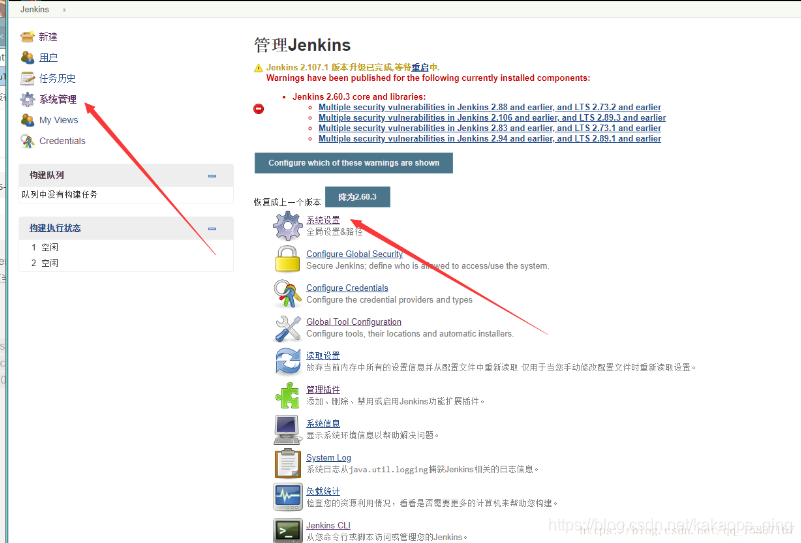 Jenkins
新建
用户
任务历史
系统管理
My Views
Credentials
构建队列
队列中没有构建任务
构建执行状态
1 空闲
2 空闲
管理Jenkins
Jenkins 2.107.1 版本升级已完成,等待重启中.
Warnings have been published for the following currently installed components:
Jenkins 2.60.3 core and libraries:
Multiple security vulnerabilities in Jenkins 2.88 and earlier, and LTS 2.73.2 and earlier
Multiple security vulnerabilities in Jenkins 2.106 and earlier, and LTS 2.89.3 and earlier
Multiple security vulnerabilities in Jenkins 2.83 and earlier, and LTS 2.73.1 and earlier
Multiple security vulnerabilities in Jenkins 2.94 and earlier, and LTS 2.89.1 and earlier
Configure which of these warnings are shown
恢复成上一个版本 降为2.60.3
系统设置
全局设置&路径
Configure Global Security
Secure Jenkins; define who is allowed to access/use the system.
Configure Credentials
Configure the credential providers and types
Global Tool Configuration
Configure tools, their locations and automatic installers.
读取设置
放弃当前内存中所有的设置信息并从配置文件中重新读取 仅用于当您手动修改配置文件时重新读取设置。
管理插件
添加、删除、禁用或启用Jenkins功能扩展插件。
系统信息
显示系统环境信息以帮助解决问题。
System Log
系统日志从java.util.logging捕获Jenkins相关的日志信息。
负载统计
检查您的资源利用情况，看看是否需要更多的计算机来帮助您构建。
Jenkins CLI
从您命令行或脚本访问或管理您的Jenkins。